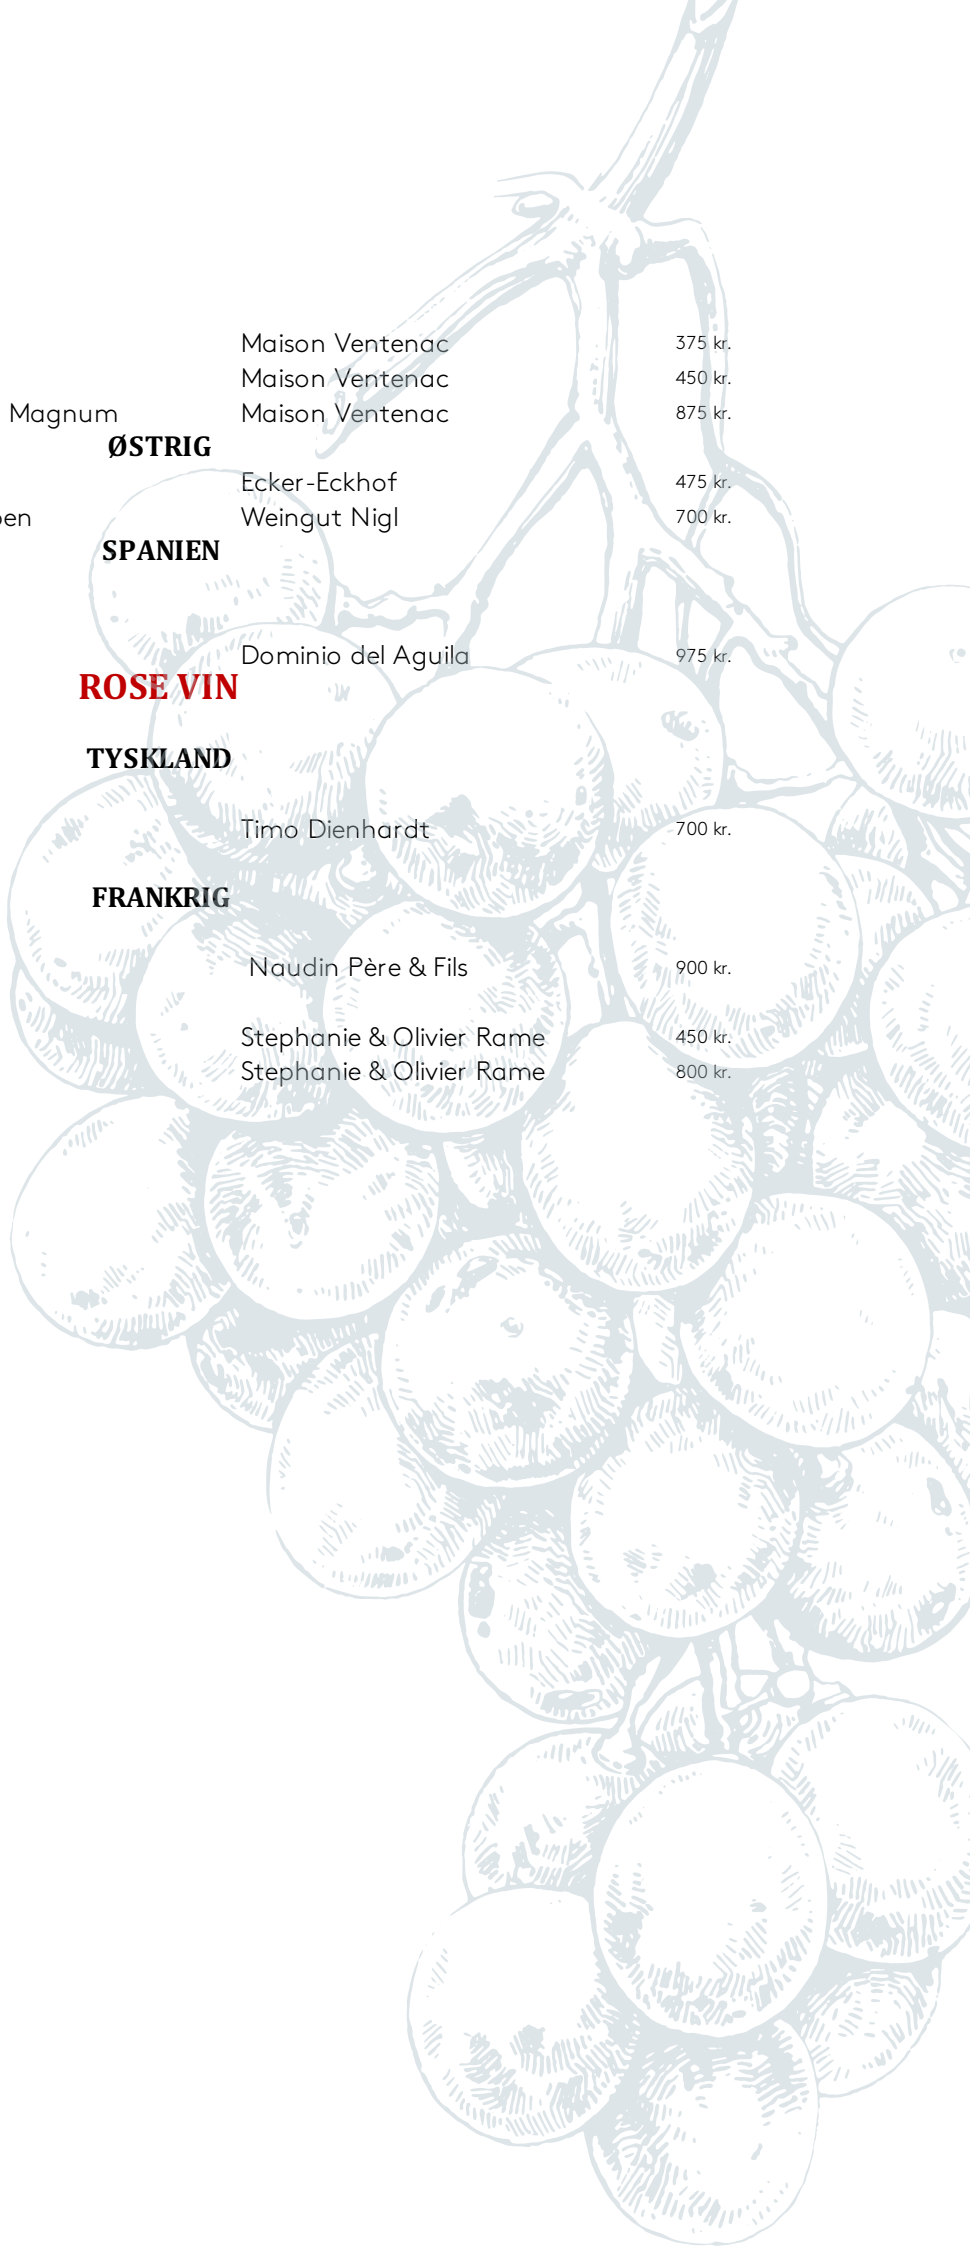 Maison Ventenac 375 kr.
Maison Ventenac 450 kr.
Magnum Maison Ventenac 875 kr.
ØSTRIG
Ecker-Eckhof 475 kr.
Weingut Nigl 700 kr.
SPANIEN
Dominio del Aguila 975 kr.
ROSE VIN
TYSKLAND
Timo Dienhardt 700 kr.
FRANKRIG
Naudin Père & Fils 900 kr.
Stephanie & Olivier Rame 450 kr.
Stephanie & Olivier Rame 800 kr.